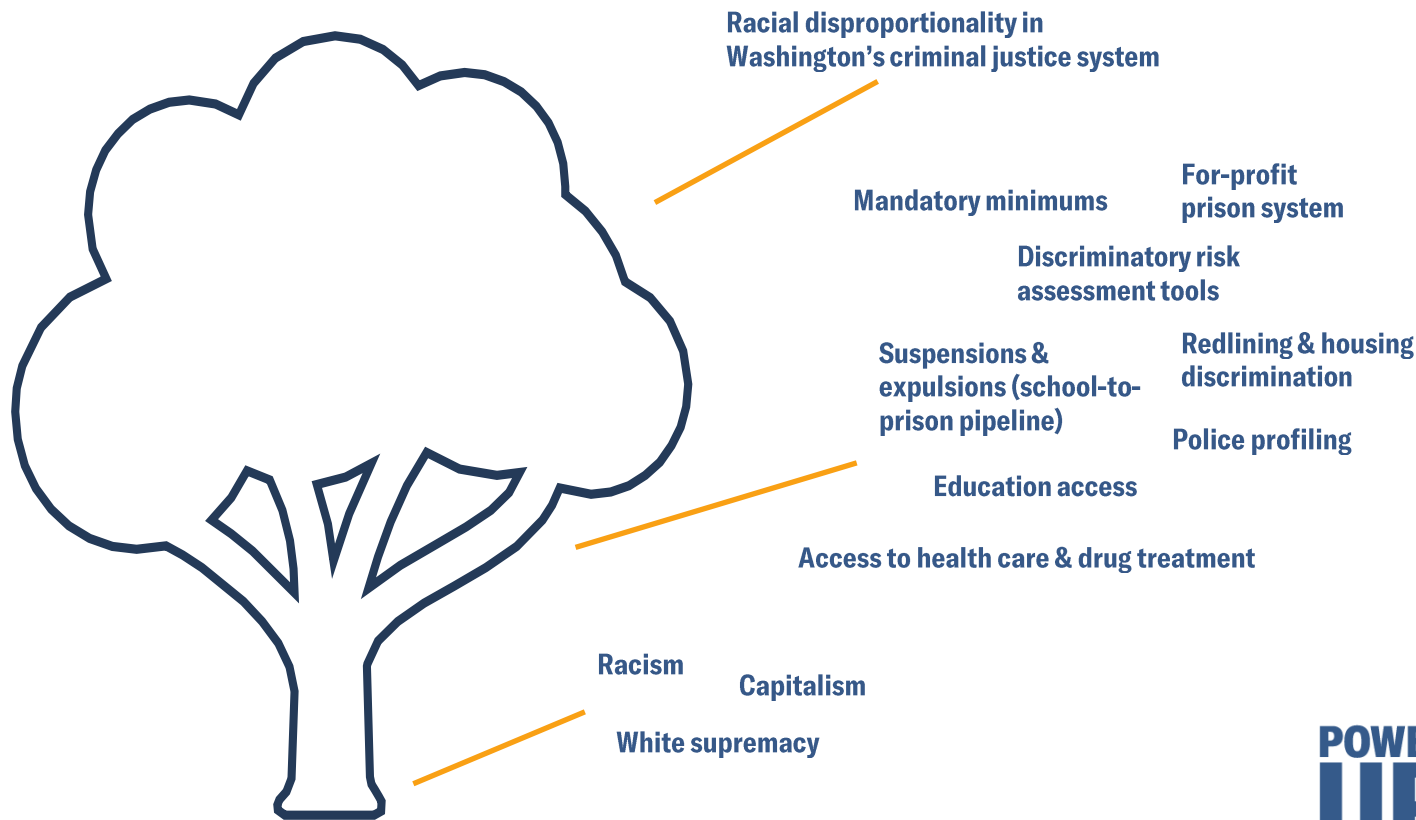 Racial disproportionality in
Washington’s criminal justice system
Mandatory minimums
For-profit
prison system
Discriminatory risk
assessment tools
Suspensions &
expulsions (school-to-
prison pipeline)
Redlining & housing
discrimination
Police profiling
Education access
Access to health care & drug treatment
Racism
Capitalism
White supremacy